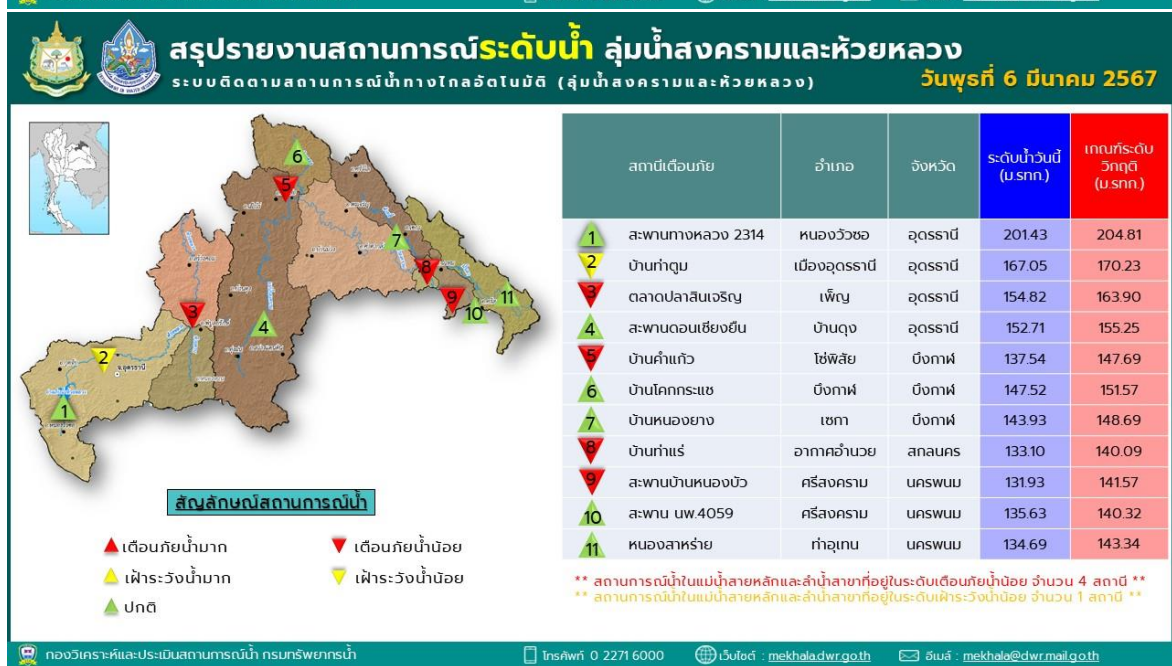 สรุปรายงานสถานการณ์ระดับน้ำ ลุ่มน้ำสงครามและห้วยหลวง
ระบบติดตามสถานการณ์น้ำทางไกลอัตโนมัติ (ลุ่มน้ำสงครามและห้วยหลวง)
วันพุธที่ 6 มีนาคม 2567
สถานีเตือนภัย อำเภอ จังหวัด ระดับน้ำวันนี้ (ม.รทก.) เกณฑ์ระดับวิกฤติ (ม.รทก.)
1 สะพานทางหลวง 2314 หนองวัวซอ อุดรธานี 201.43 204.81
2 บ้านท่าตูม เมืองอุดรธานี อุดรธานี 167.05 170.23
3 ตลาดปลาสินเจริญ เพ็ญ อุดรธานี 154.82 163.90
4 สะพานดอนเชียงยืน บ้านดุง อุดรธานี 152.71 155.25
5 บ้านคำแก้ว โซ่พิสัย บึงกาฬ 137.54 147.69
6 บ้านโคกกระแซ บึงกาฬ บึงกาฬ 147.52 151.57
7 บ้านหนองยาง เซกา บึงกาฬ 143.93 148.69
8 บ้านท่าแร่ อากาศอำนวย สกลนคร 133.10 140.09
9 สะพานบ้านหนองบัว ศรีสงคราม นครพนม 131.93 141.57
10 สะพาน นพ.4059 ศรีสงคราม นครพนม 135.63 140.32
11 หนองสาหร่าย ท่าอุเทน นครพนม 134.69 143.34
6
5
7
8
9
11
10
3
4
2
1
สัญลักษณ์สถานการณ์น้ำ
เตือนภัยน้ำมาก เตือนภัยน้ำน้อย
เฝ้าระวังน้ำมาก เฝ้าระวังน้ำน้อย
ปกติ
** สถานการณ์น้ำในแม่น้ำสายหลักและลำน้ำสาขาที่อยู่ในระดับเตือนภัยน้ำน้อย จำนวน 4 สถานี **
** สถานการณ์น้ำในแม่น้ำสายหลักและลำน้ำสาขาที่อยู่ในระดับเฝ้าระวังน้ำน้อย จำนวน 1 สถานี **
กองวิเคราะห์และประเมินสถานการณ์น้ำ กรมทรัพยากรน้ำ โทรศัพท์ 0 2271 6000 เว็บไซต์ : mekhala.dwr.go.th อีเมล์ : mekhala@dwr.mail.go.th